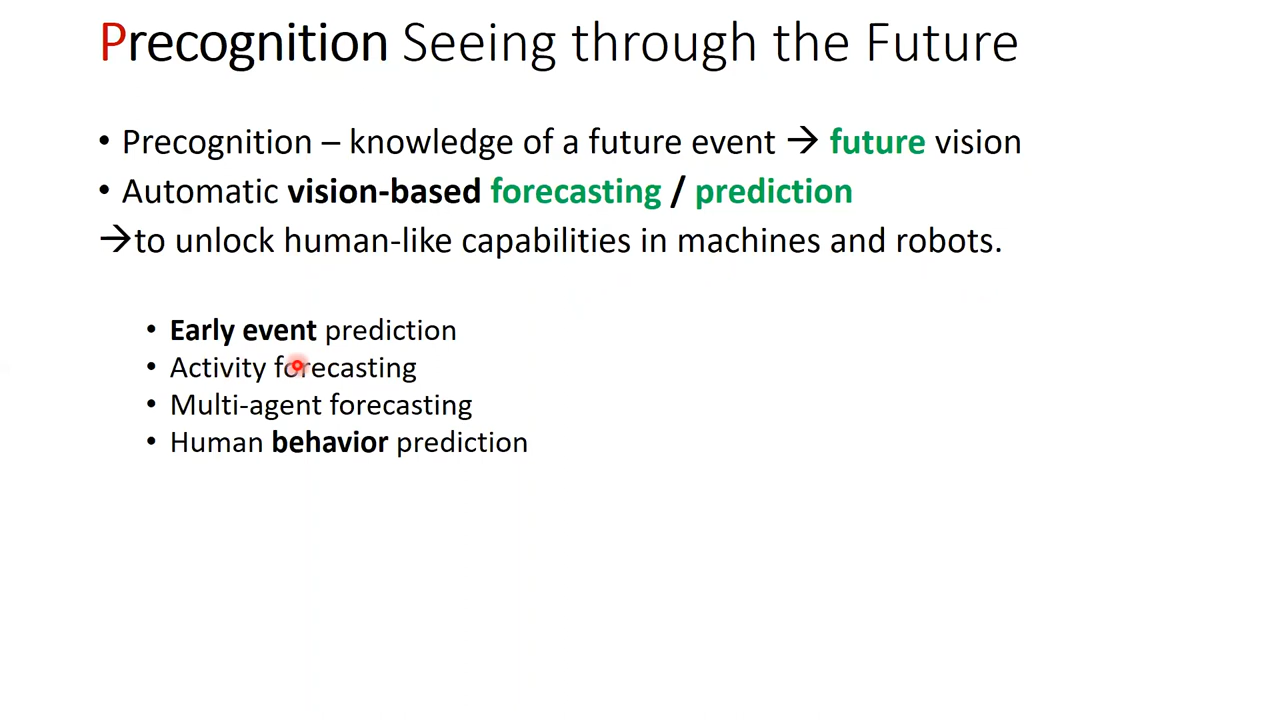 Precognition Seeing through the Future
• Precognition – knowledge of a future event → future vision
• Automatic vision-based forecasting / prediction
→to unlock human-like capabilities in machines and robots.
• Early event prediction
• Activity forecasting
• Multi-agent forecasting
• Human behavior prediction